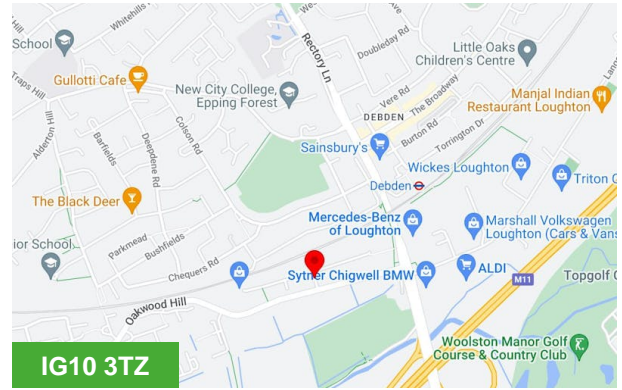 School
Whitehills
Rectory Ln
Doubleday Rd
Little Oaks
Children's Centre
Traps Hill
Gullotti Cafe
New City College,
Epping Forest
Vere Rd
The Broadway
DEBDEN
Manjal Indian
Restaurant Loughton
Alderton Hill
Barfields
Deepdene Rd
Colson Rd
Sainsbury's
Burton Rd
Torrington Dr
Wickes Loughton
Debden
Triton
The Black Deer
Mercedes-Benz
of Loughton
Marshall Volkswagen
Loughton (Cars & Vans
ior School
Parkmead
Bushfields
Chequers Rd
Sytner Chigwell BMW
ALDI
M11
Topgolf C
Oakwood Hill
Woolston Manor Golf
Course & Country Club
IG10 3TZ